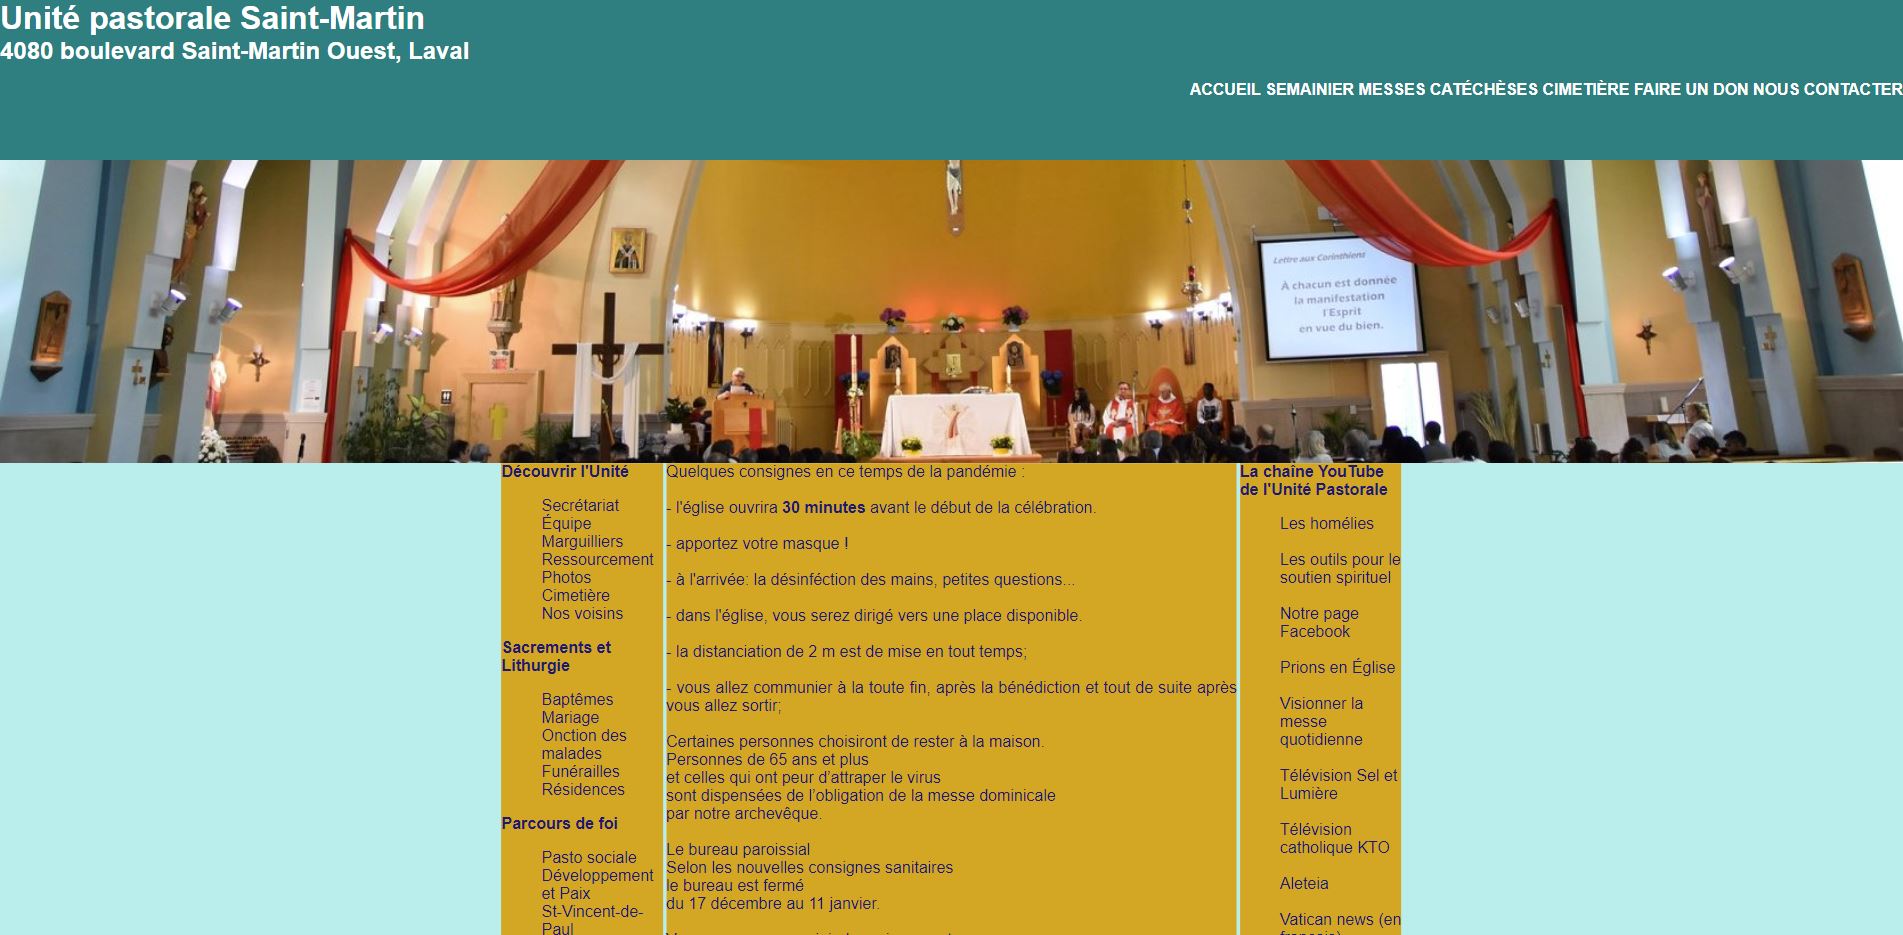 Unité pastorale Saint-Martin
4080 boulevard Saint-Martin Ouest, Laval
ACCUEIL SEMAINIER MESSES CATÉCHÈSES CIMETIÈRE FAIRE UN DON NOUS CONTACTER
Lettre aux Corinthiens
À chacun est donnée
la manifestation
l'Esprit
en vue du bien.
Découvrir l'Unité
Secrétariat
Équipe
Marguilliers
Ressourcement
Photos
Cimetière
Nos voisins
Sacrements et
Lithurgie
Baptêmes
Mariage
Onction des
malades
Funérailles
Résidences
Parcours de foi
Pasto sociale
Développement
et Paix
St-Vincent-de-
Paul
Quelques consignes en ce temps de la pandémie :
- l'église ouvrira 30 minutes avant le début de la célébration.
- apportez votre masque !
- à l'arrivée: la désinféction des mains, petites questions...
- dans l'église, vous serez dirigé vers une place disponible.
- la distanciation de 2 m est de mise en tout temps;
- vous allez communier à la toute fin, après la bénédiction et tout de suite après
vous allez sortir;
Certaines personnes choisiront de rester à la maison.
Personnes de 65 ans et plus
et celles qui ont peur d’attraper le virus
sont dispensées de l’obligation de la messe dominicale
par notre archevêque.
Le bureau paroissial
Selon les nouvelles consignes sanitaires
le bureau est fermé
du 17 décembre au 11 janvier.
La chaîne YouTube
de l'Unité Pastorale
Les homélies
Les outils pour le
soutien spirituel
Notre page
Facebook
Prions en Église
Visionner la
messe
quotidienne
Télévision Sel et
Lumière
Télévision
catholique KTO
Aleteia
Vatican news (en